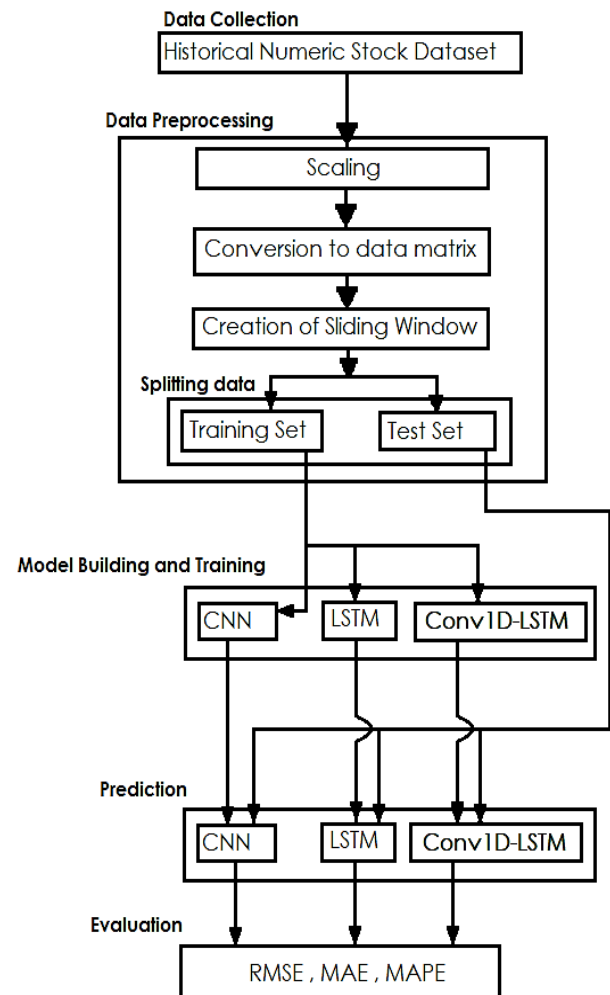 Data Collection
Historical Numeric Stock Dataset
Data Preprocessing
Scaling
Conversion to data matrix
Creation of Sliding Window
Splitting data
Training Set
Test Set
Model Building and Training
CNN
LSTM
Conv1D-LSTM
Prediction
CNN
LSTM
Conv1D-LSTM
Evaluation
RMSE , MAE , MAPE